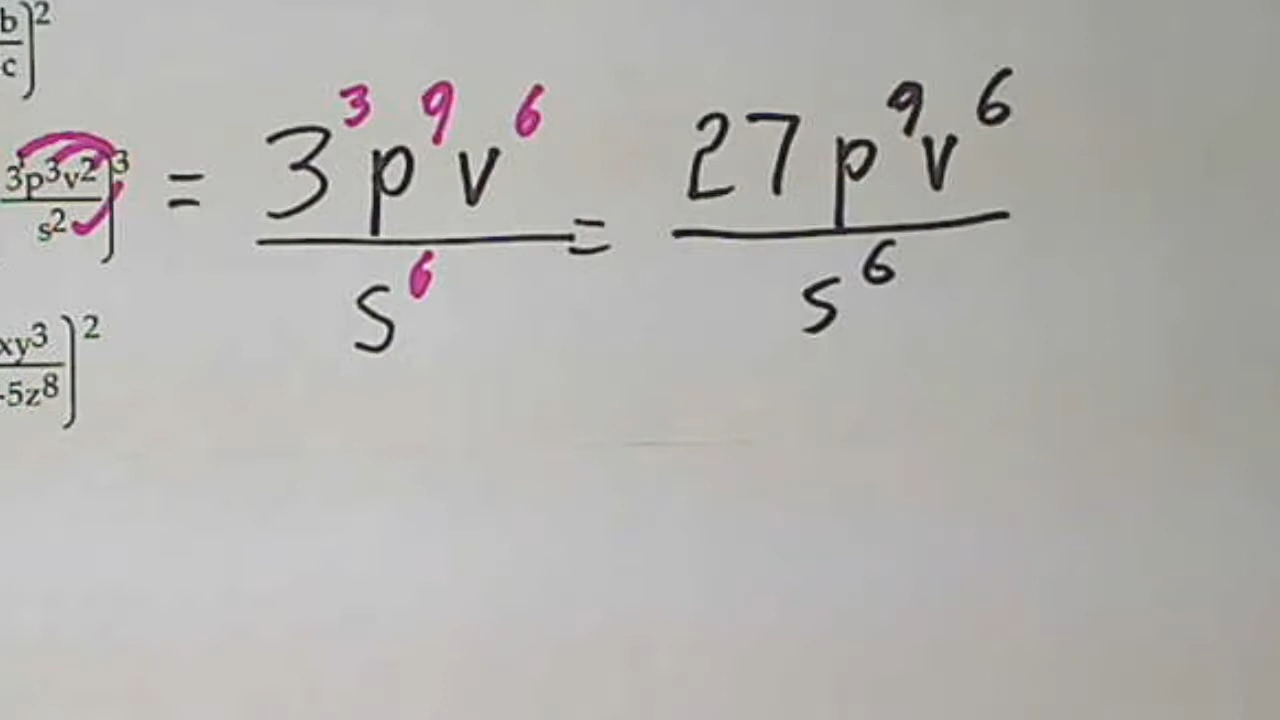 b/c)²
3p³v²/s²)³ = 3³p⁹v⁶/s⁶ = 27p⁹v⁶/s⁶
xy³/-5z⁸)²